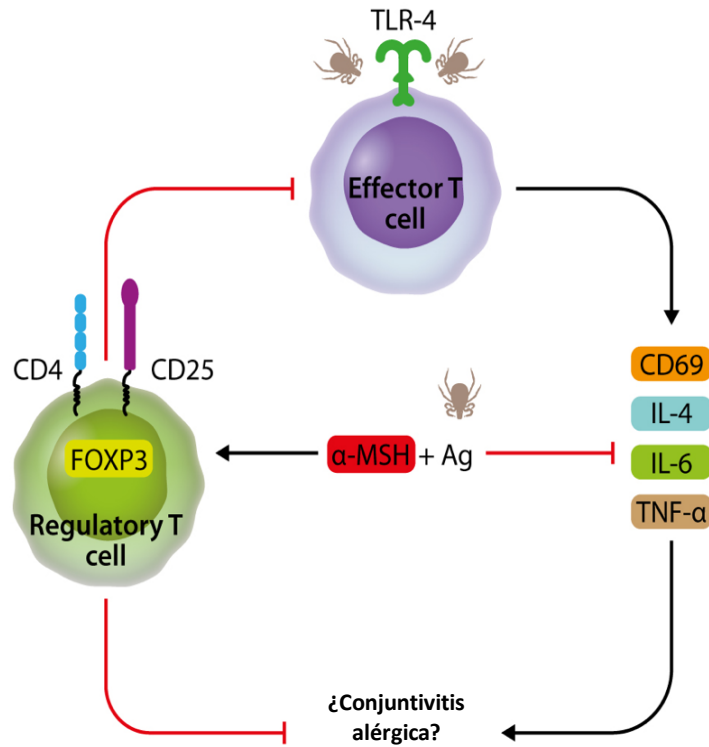 TLR-4
Effector T
cell
CD4
CD25
CD69
IL-4
FOXP3
α-MSH + Ag
IL-6
TNF-α
Regulatory T
cell
¿Conjuntivitis
alérgica?